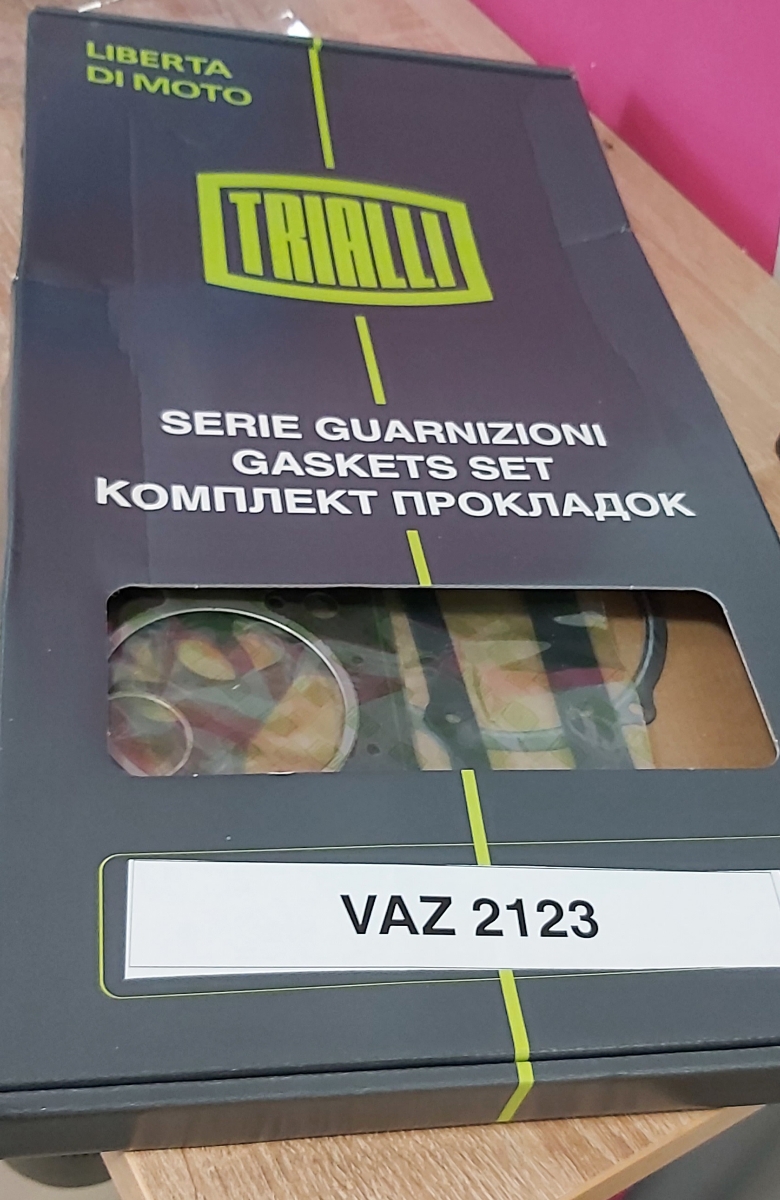 LIBERTA
DI MOTO
TRIALLI
SERIE GUARNIZIONI
GASKETS SET
КОМПЛЕКТ ПРОКЛАДОК
VAZ 2123